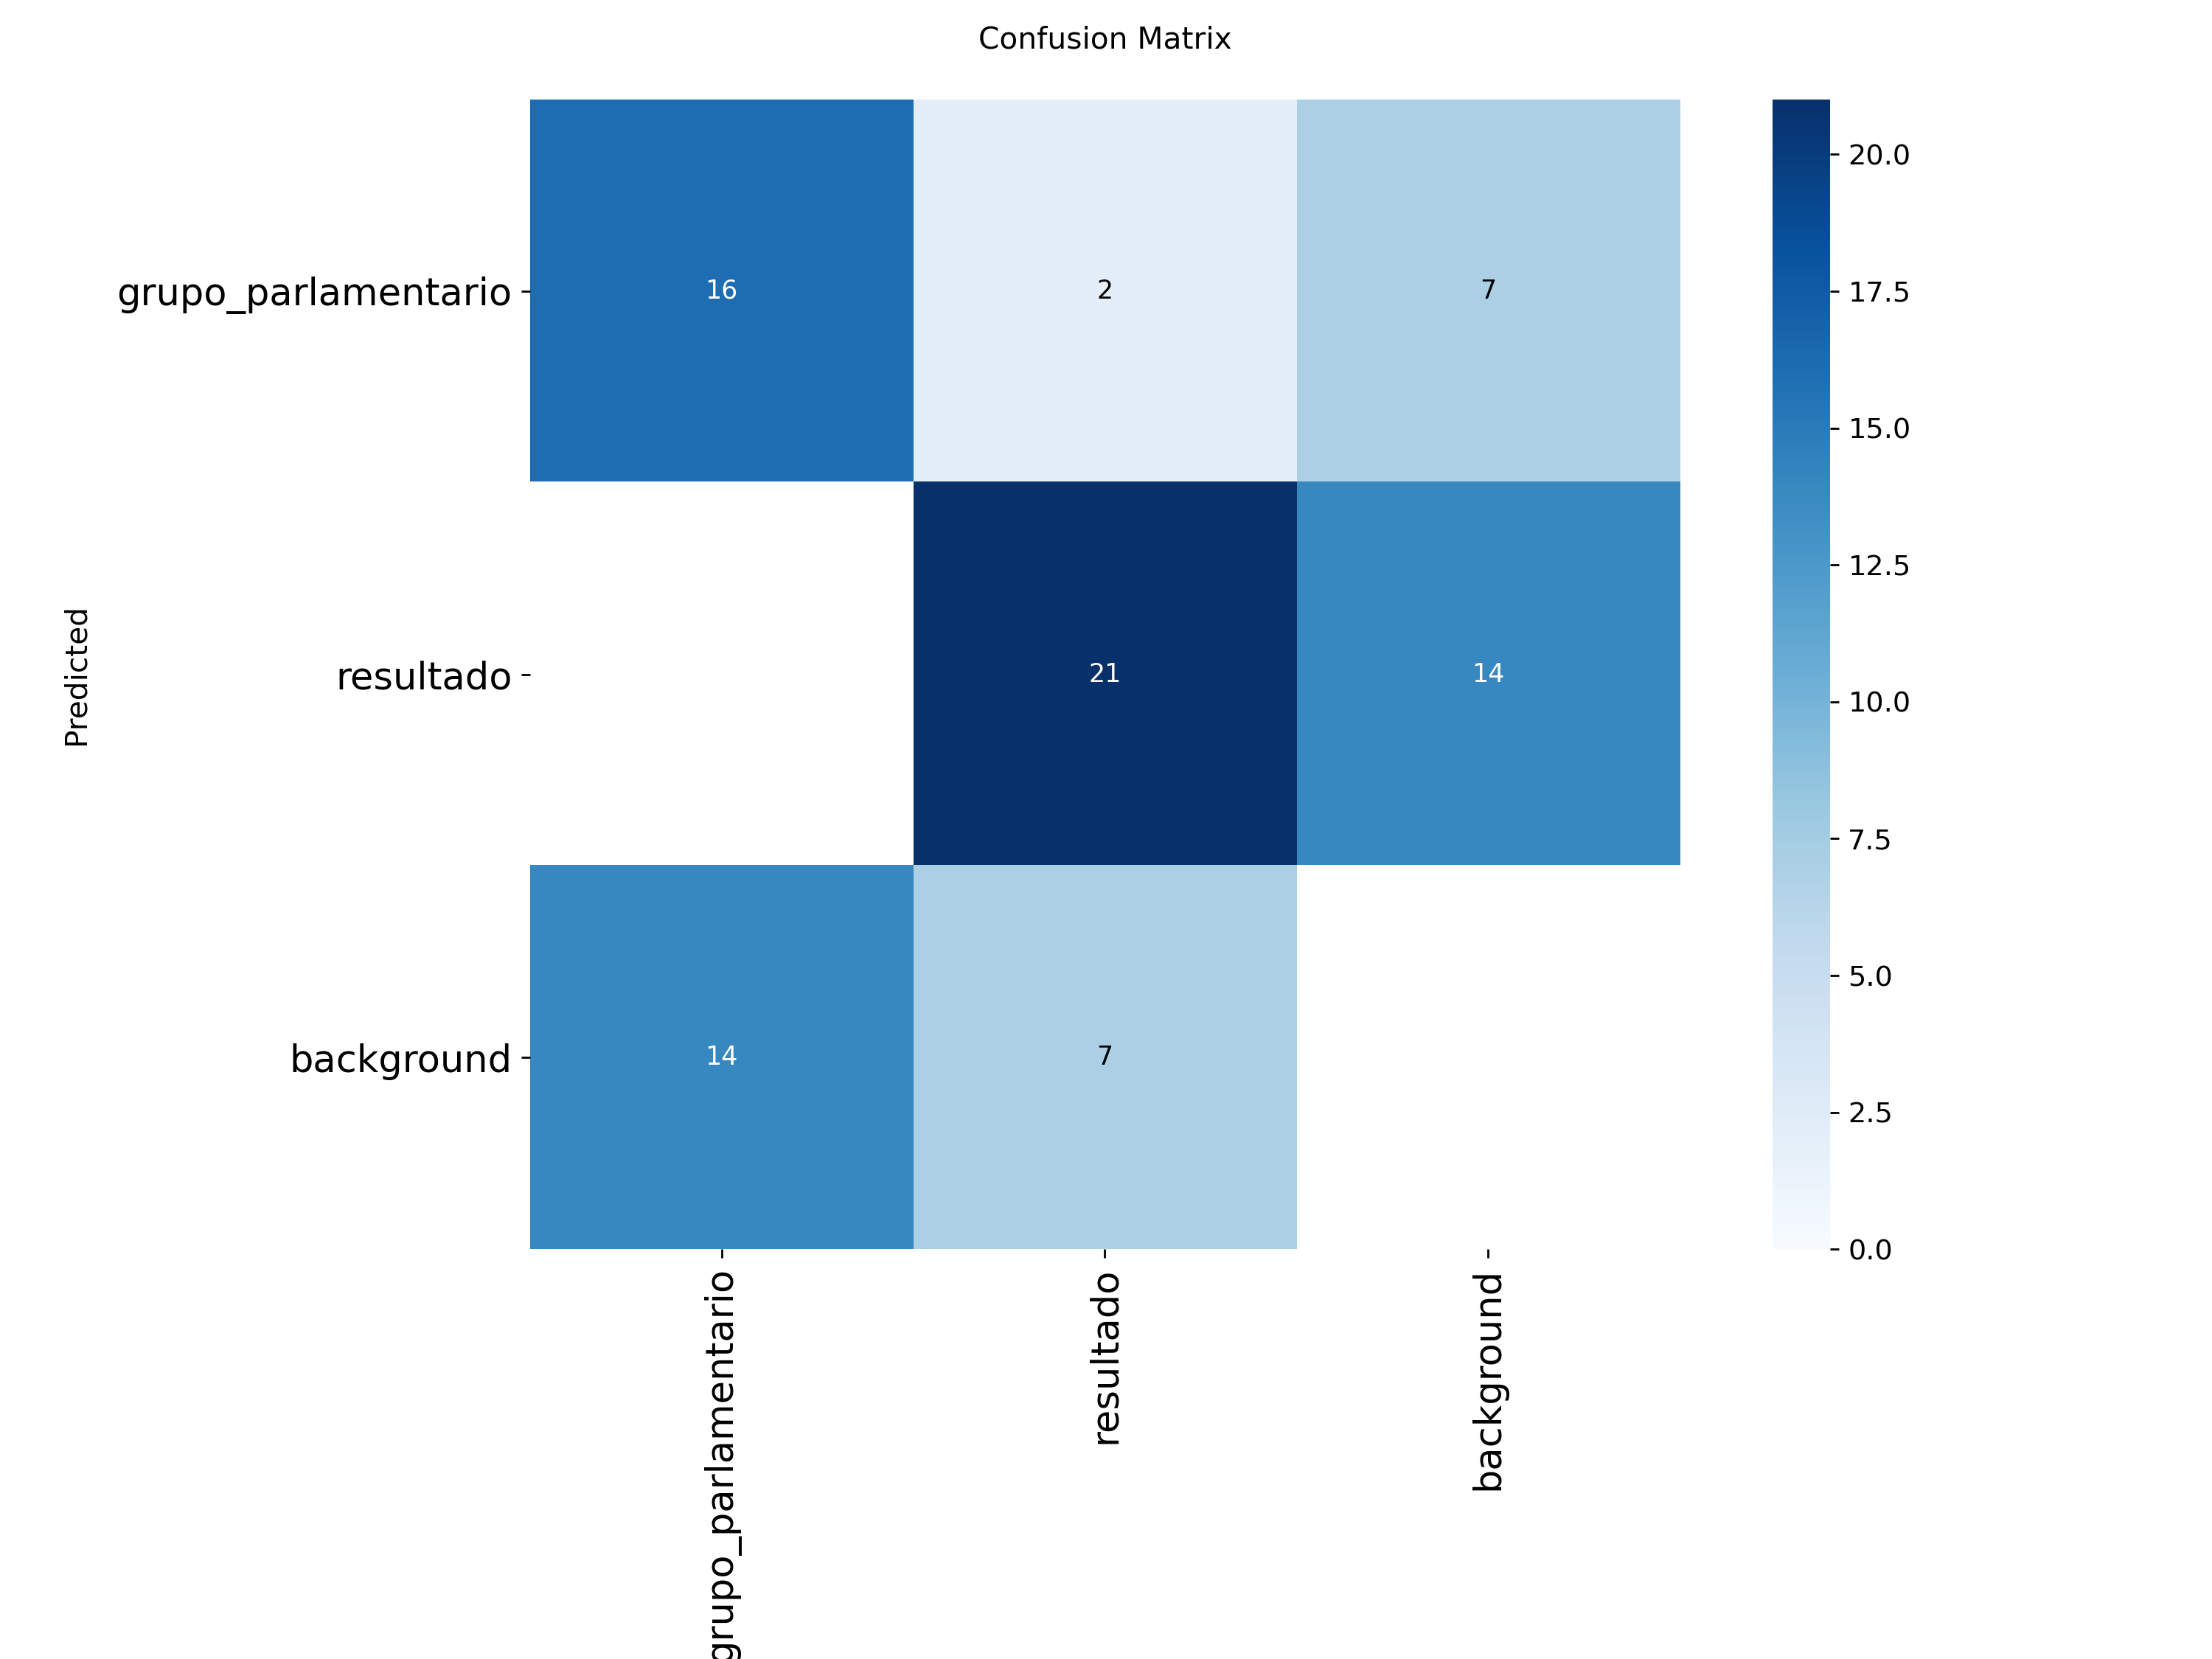 Confusion Matrix
grupo_parlamentario
16
2
7
resultado
21
14
background
14
7
Predicted
grupo_parlamentario
resultado
background
20.0
17.5
15.0
12.5
10.0
7.5
5.0
2.5
0.0